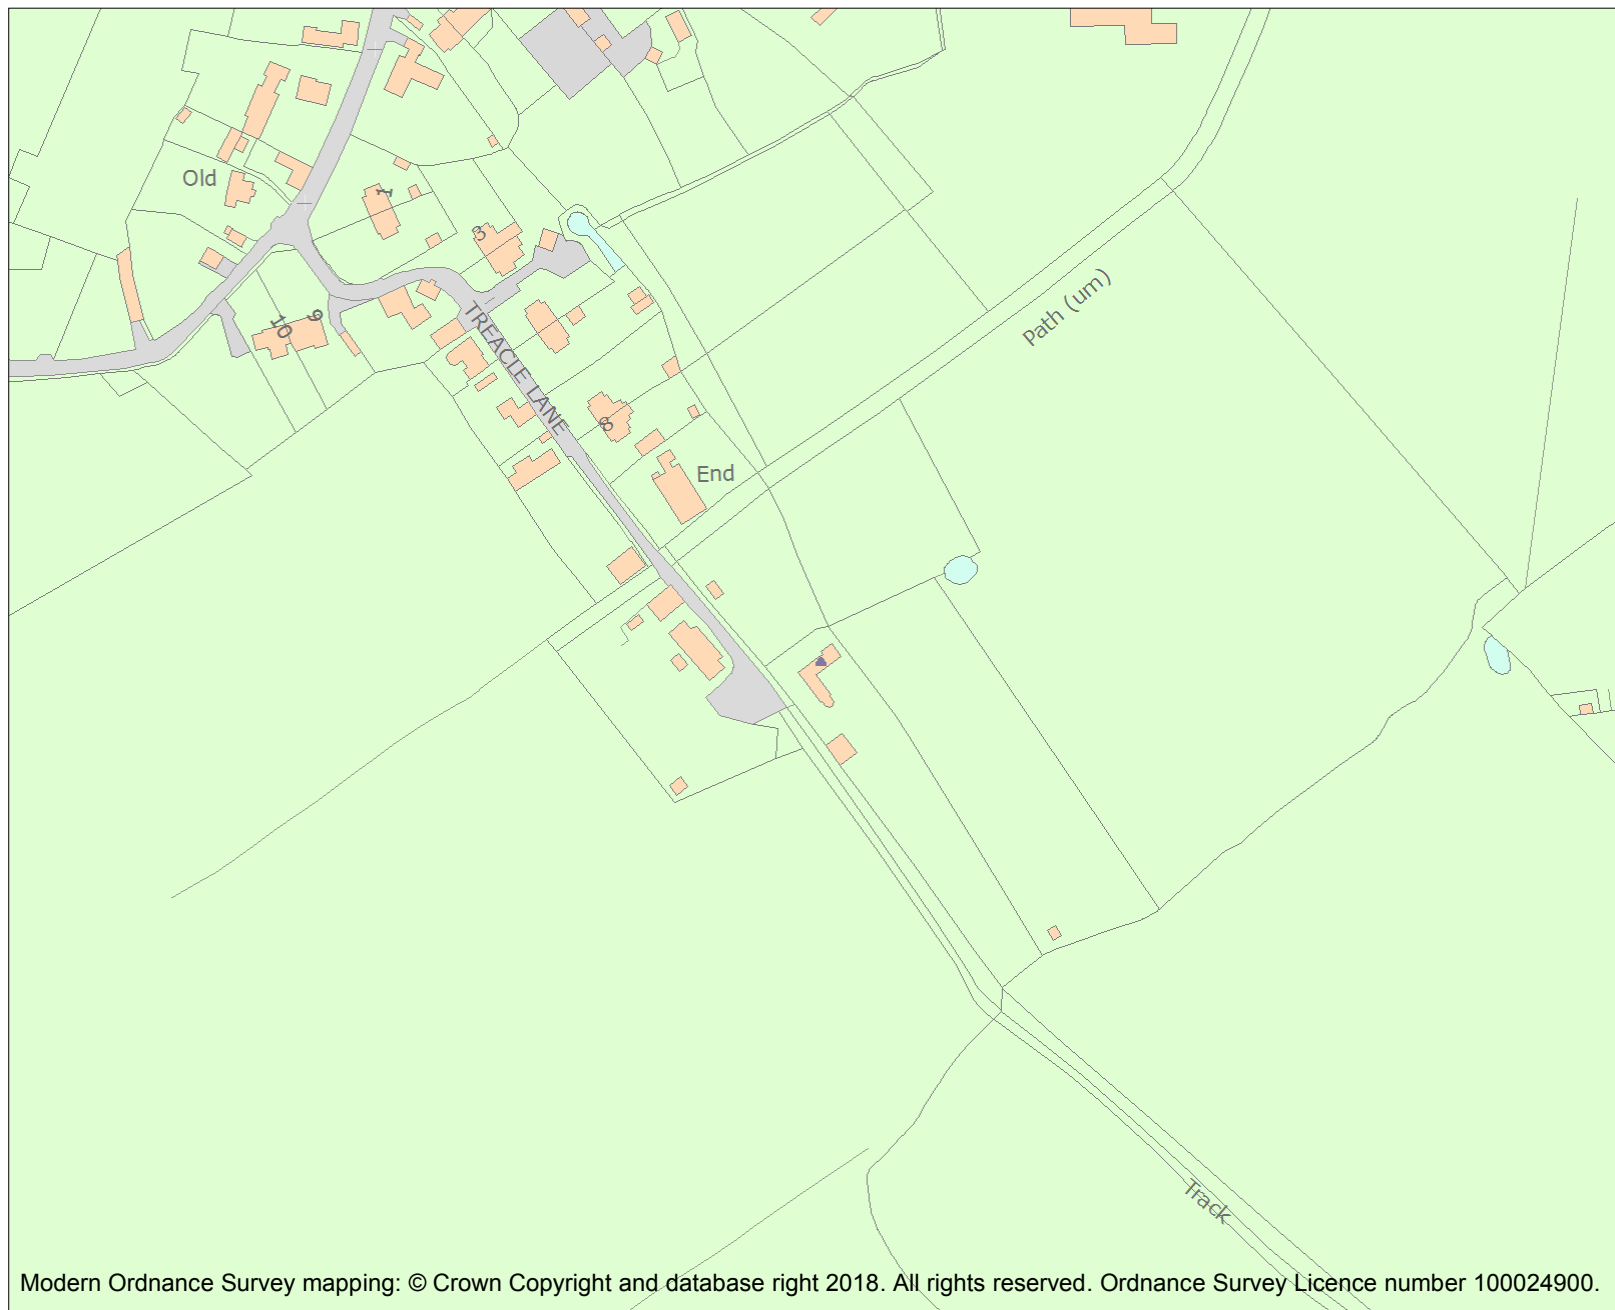 Old
1
3
Path (um)
9
10
TREACLE LANE
8
End
Track
Modern Ordnance Survey mapping: © Crown Copyright and database right 2018. All rights reserved. Ordnance Survey Licence number 100024900.